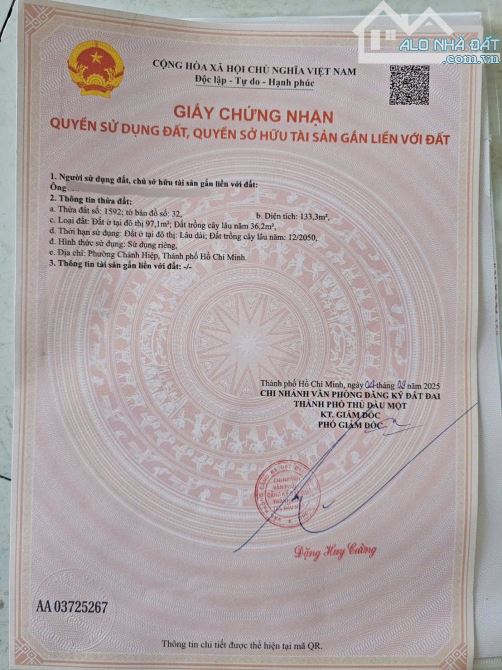 ALO NHÀ ĐẤT
.com.vn
CỘNG HÒA XÃ HỘI CHỦ NGHĨA VIỆT NAM
Độc lập - Tự do - Hạnh phúc
GIẤY CHỨNG NHẬN
QUYỀN SỬ DỤNG ĐẤT, QUYỀN SỞ HỮU TÀI SẢN GẮN LIỀN VỚI ĐẤT
1. Người sử dụng đất, chủ sở hữu tài sản gắn liền với đất:
Ông
2. Thông tin thửa đất:
a. Thửa đất số: 1592; tờ bản đồ số: 32, b. Diện tích: 133,3m²,
c. Loại đất: Đất ở tại đô thị 97,1m²; Đất trồng cây lâu năm 36,2m²,
d. Thời hạn sử dụng: Đất ở tại đô thị: Lâu dài; Đất trồng cây lâu năm: 12/2050,
đ. Hình thức sử dụng: Sử dụng riêng,
e. Địa chỉ: Phường Chánh Hiệp, Thành phố Hồ Chí Minh.
3. Thông tin tài sản gắn liền với đất: -/-
Thành phố Hồ Chí Minh, ngày tháng năm 2025
CHI NHÁNH VĂN PHÒNG ĐĂNG KÝ ĐẤT ĐAI
THÀNH PHỐ THỦ DẦU MỘT
KT. GIÁM ĐỐC
PHÓ GIÁM ĐỐC
Đặng Huy Cường
AA 03725267
Thông tin chi tiết được thể hiện tại mã QR.